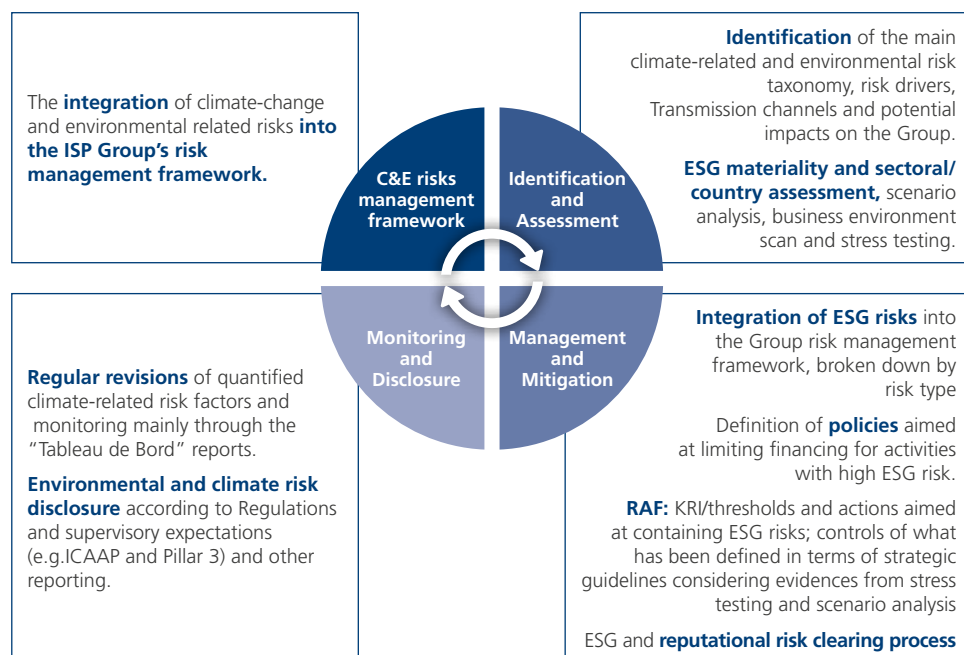 The integration of climate-change
and environmental related risks into
the ISP Group's risk
management framework.
Identification of the main
climate-related and environmental risk
taxonomy, risk drivers,
Transmission channels and potential
impacts on the Group.
ESG materiality and sectoral/
country assessment, scenario
analysis, business environment
scan and stress testing.
C&E risks
management
framework
Identification
and
Assessment
Monitoring
and
Disclosure
Management
and
Mitigation
Regular revisions of quantified
climate-related risk factors and
monitoring mainly through the
“Tableau de Bord” reports.
Environmental and climate risk
disclosure according to Regulations
and supervisory expectations
(e.g.ICAAP and Pillar 3) and other
reporting.
Integration of ESG risks into
the Group risk management
framework, broken down by
risk type
Definition of policies aimed
at limiting financing for activities
with high ESG risk.
RAF: KRI/thresholds and actions aimed
at containing ESG risks; controls of what
has been defined in terms of strategic
guidelines considering evidences from stress
testing and scenario analysis
ESG and reputational risk clearing process